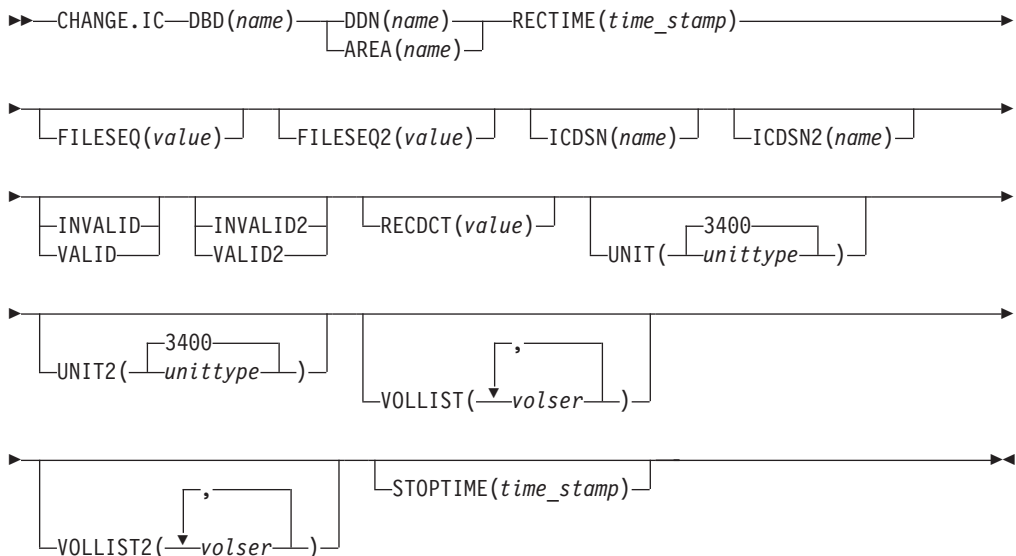 CHANGE.IC DBD(name) DDN(name) RECTIME(time_stamp)
AREA(name)
FILESEQ(value) FILESEQ2(value) ICDSN(name) ICDSN2(name)
INVALID INVALID2 RECDCT(value) 3400
VALID VALID2 UNIT( unittype )
3400 ,
UNIT2( unittype )
VOLLIST( volser )
, STOPTIME(time_stamp)
VOLLIST2( volser )